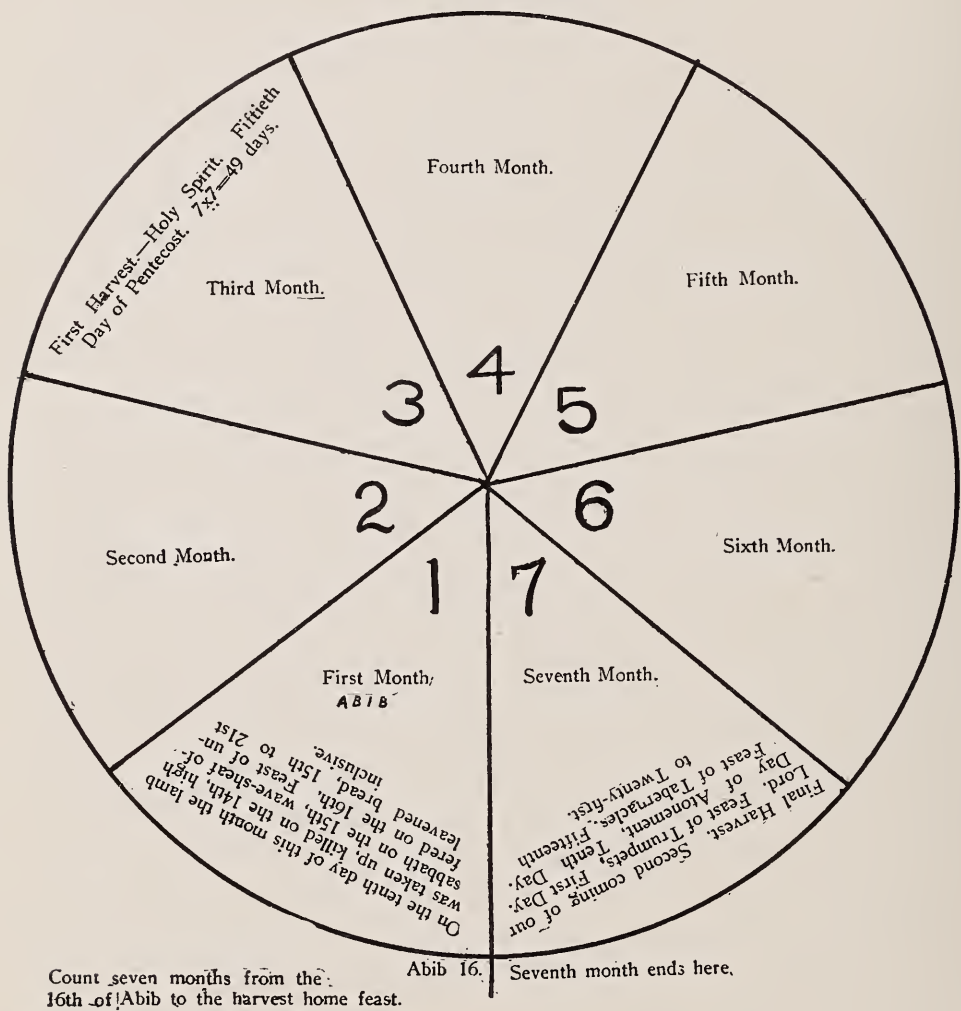 First Harvest.—Holy Spirit. Fiftieth
Day of Pentecost. 7x7=49 days.
Fourth Month.
Third Month.
Fifth Month.
4
3
5
2
6
Second Month.
Sixth Month.
1
7
First Month,
ABIB
Seventh Month.
On the tenth day of this month the lamb
was taken up, killed on the 14th, high
sabbath on the 15th, wave-sheaf of-
fered on the 16th. Feast of un-
leavened bread, 15th to 21st
inclusive.
Final Harvest. Second coming of our
Lord. Feast of Trumpets, First Day.
Day of Atonement, Tenth Day.
Feast of Tabernacles, Fifteenth
to Twenty-first.
Count seven months from the
16th of Abib to the harvest home feast.
Abib 16.
Seventh month ends here.